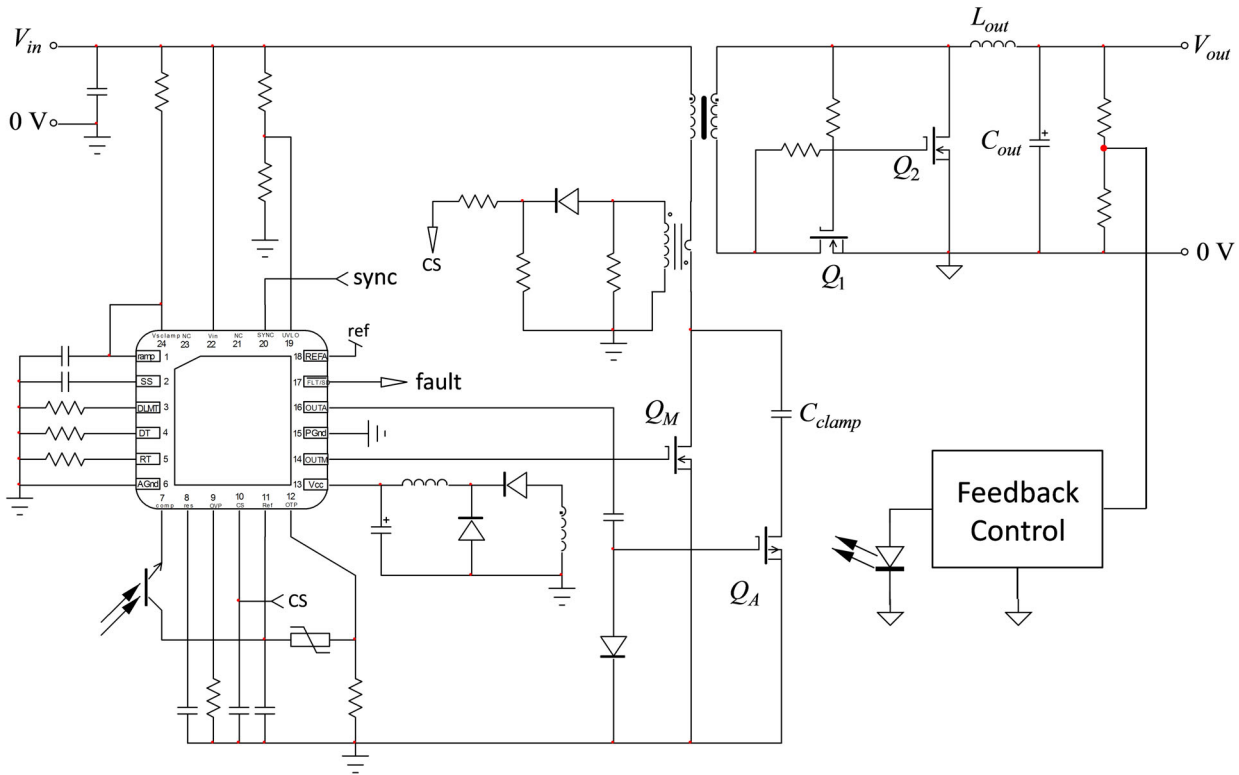 L_out
V_in
V_out
0 V
C_out
Q_2
CS
0 V
Q_1
sync
ref
Vsclamp NC Vin NC SYNC UVLO
24 23 22 21 20 19
ramp 1
18 REFA
SS 2
17 FLT/SD
fault
DLMT 3
16 OUTA
Q_M
C_clamp
DT 4
15 PGnd
RT 5
14 OUTM
AGnd 6
13 Vcc
7 8 9 10 11 12
comp res OVP CS Ref OTP
Feedback
Control
Q_A
CS